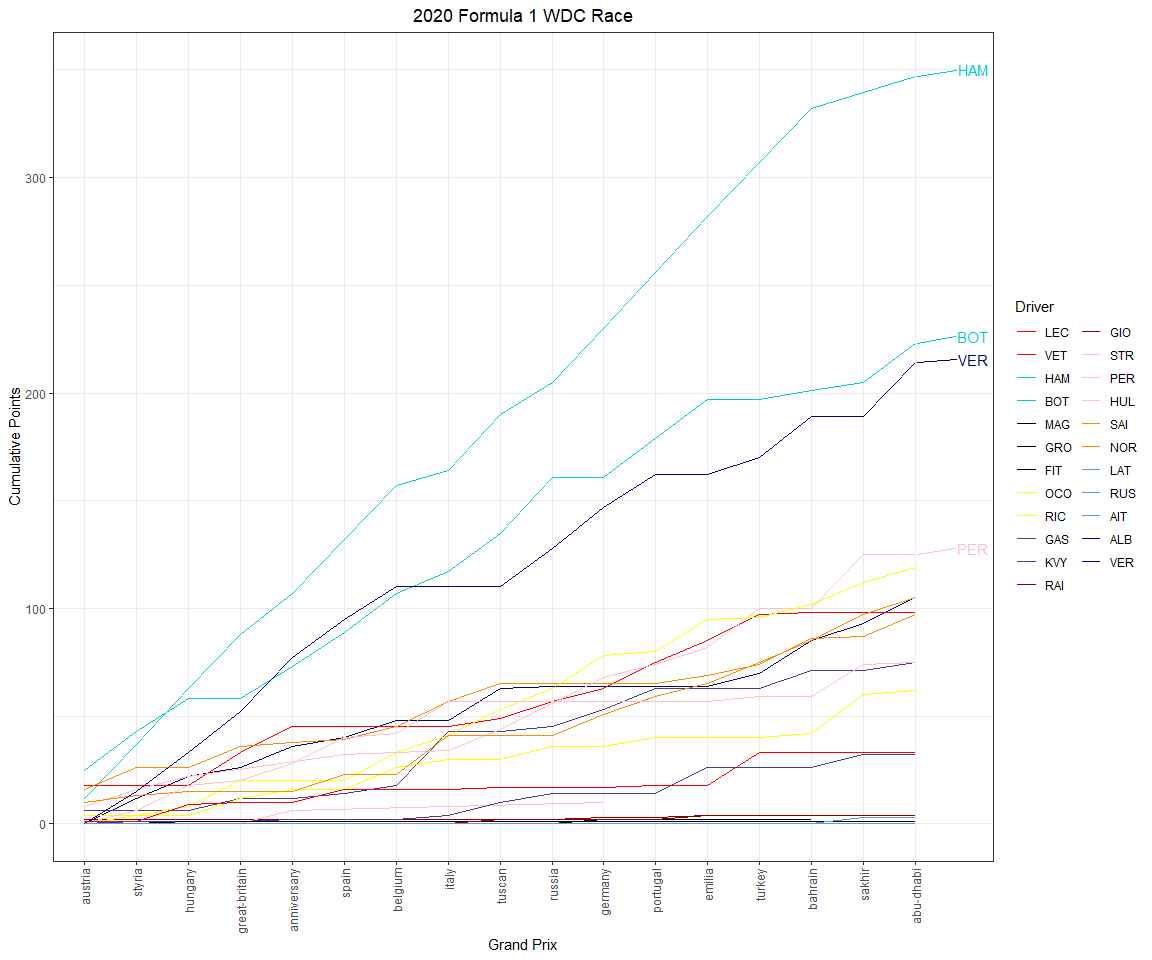 2020 Formula 1 WDC Race
HAM
BOT
VER
PER
300
200
100
0
Cumulative Points
austria
styria
hungary
great-britain
anniversary
spain
belgium
italy
tuscan
russia
germany
portugal
emilia
turkey
bahrain
sakhir
abu-dhabi
Grand Prix
Driver
LEC
VET
HAM
BOT
MAG
GRO
FIT
OCO
RIC
GAS
KVY
RAI
GIO
STR
PER
HUL
SAI
NOR
LAT
RUS
AIT
ALB
VER